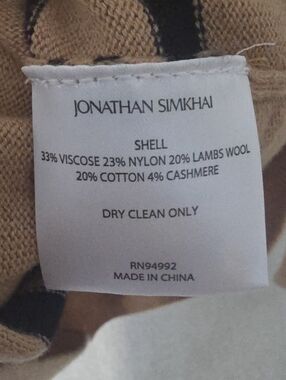 JONATHAN SIMKHAI
SHELL
33% VISCOSE 23% NYLON 20% LAMBS WOOL
20% COTTON 4% CASHMERE
DRY CLEAN ONLY
RN94992
MADE IN CHINA